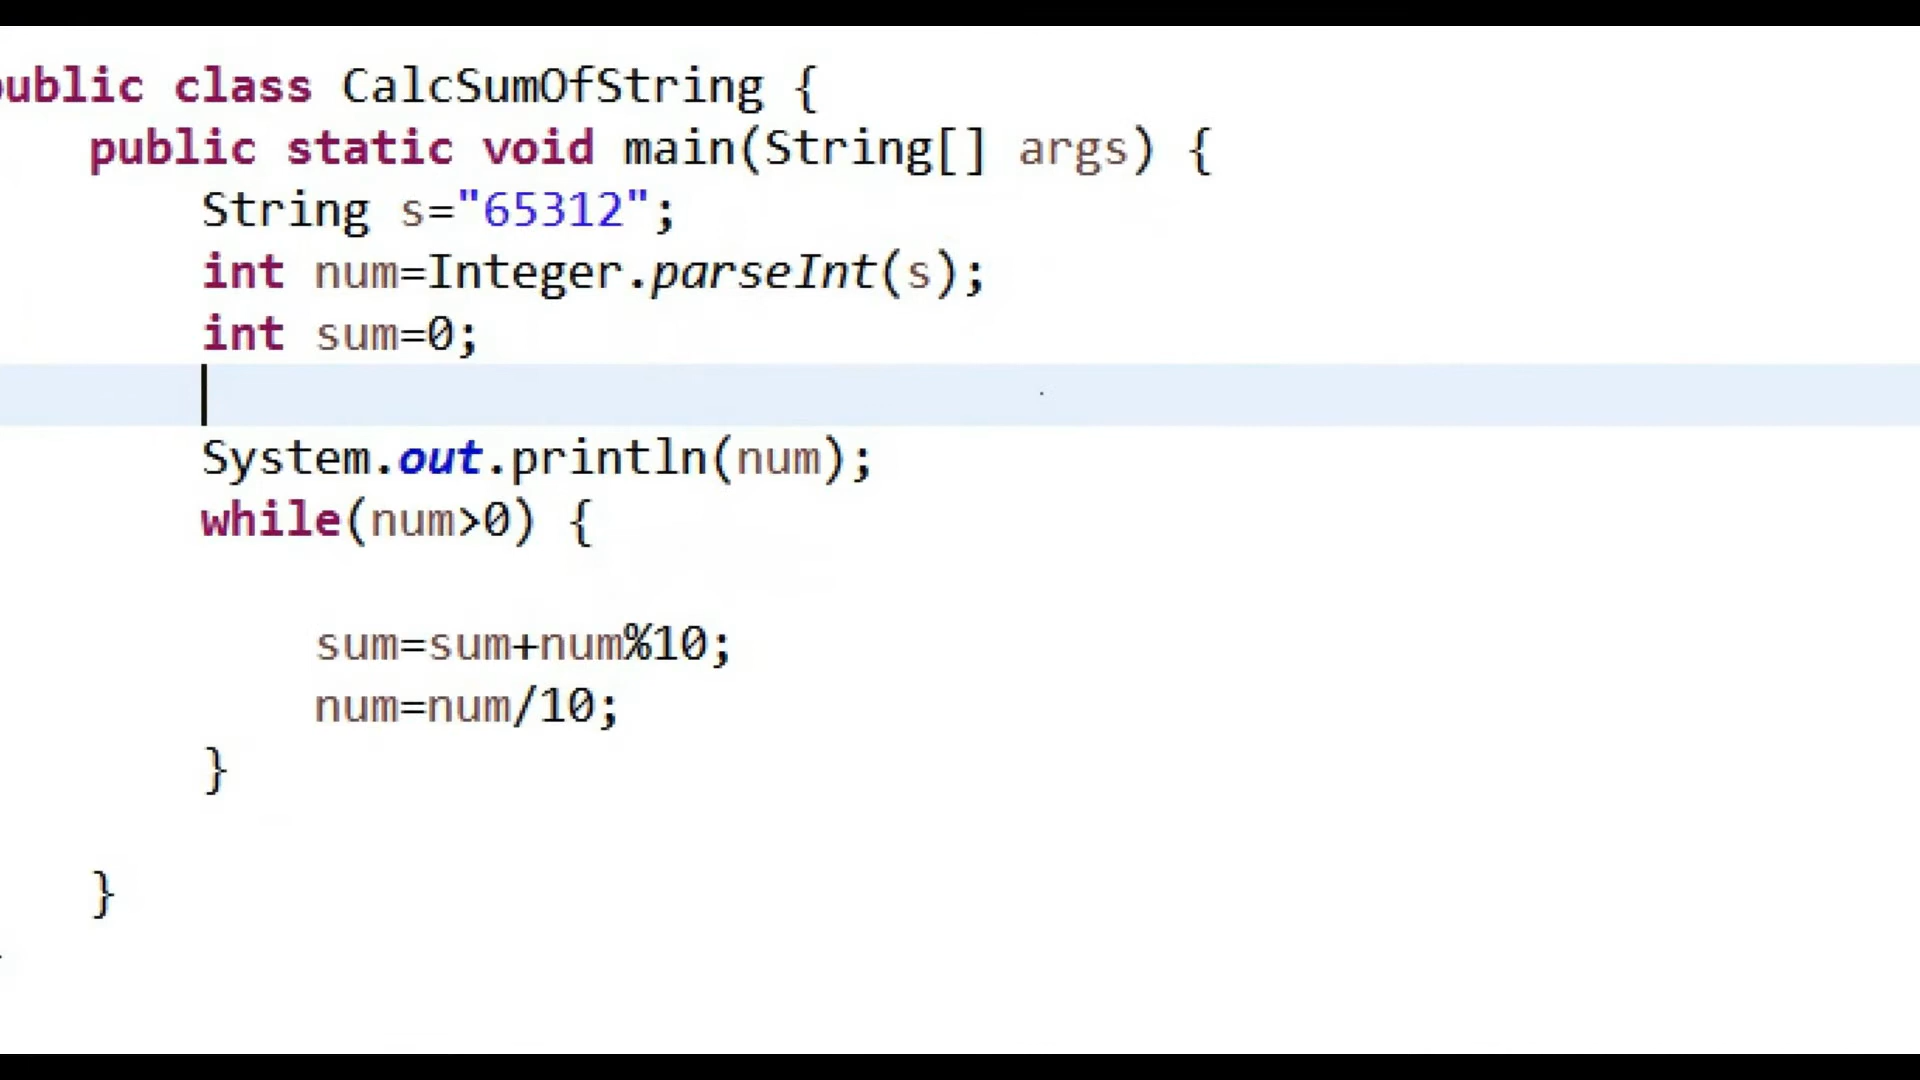 public class CalcSumOfString {
public static void main(String[] args) {
String s="65312";
int num=Integer.parseInt(s);
int sum=0;
System.out.println(num);
while(num>0) {
sum=sum+num%10;
num=num/10;
}
}